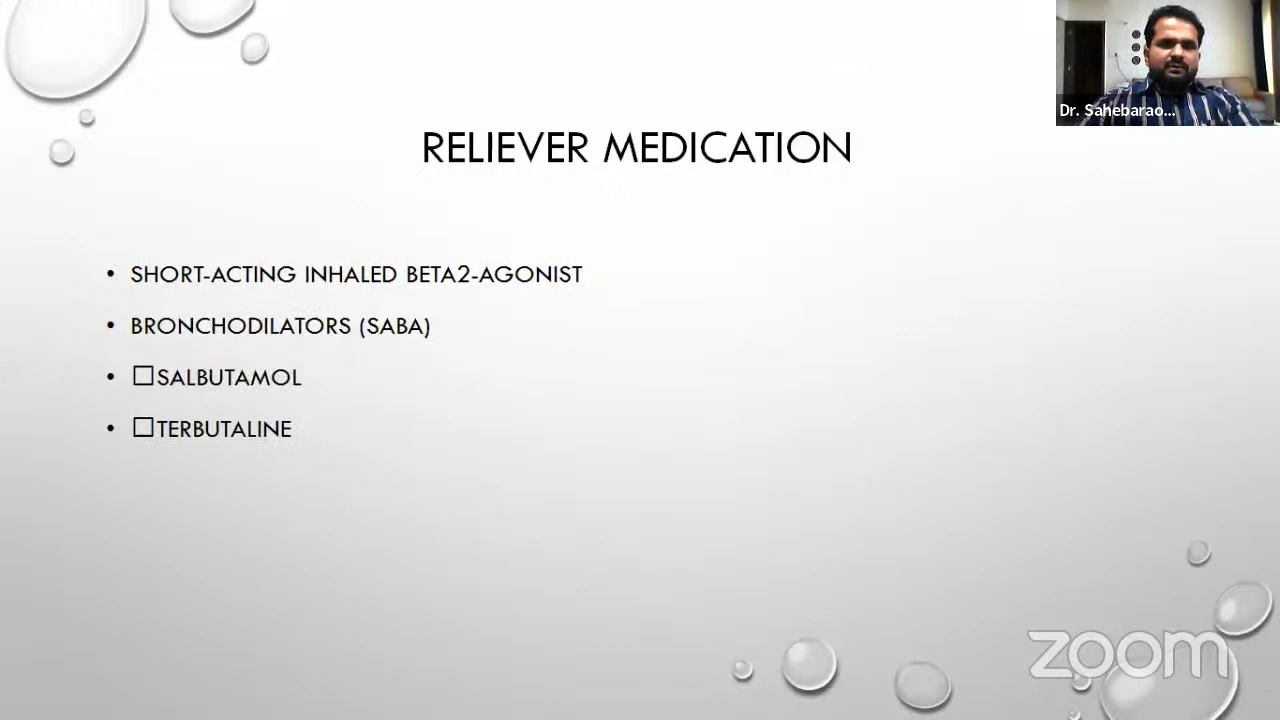 Dr. Sahebarao...
RELIEVER MEDICATION
• SHORT-ACTING INHALED BETA2-AGONIST
• BRONCHODILATORS (SABA)
• □SALBUTAMOL
• □TERBUTALINE
zoom